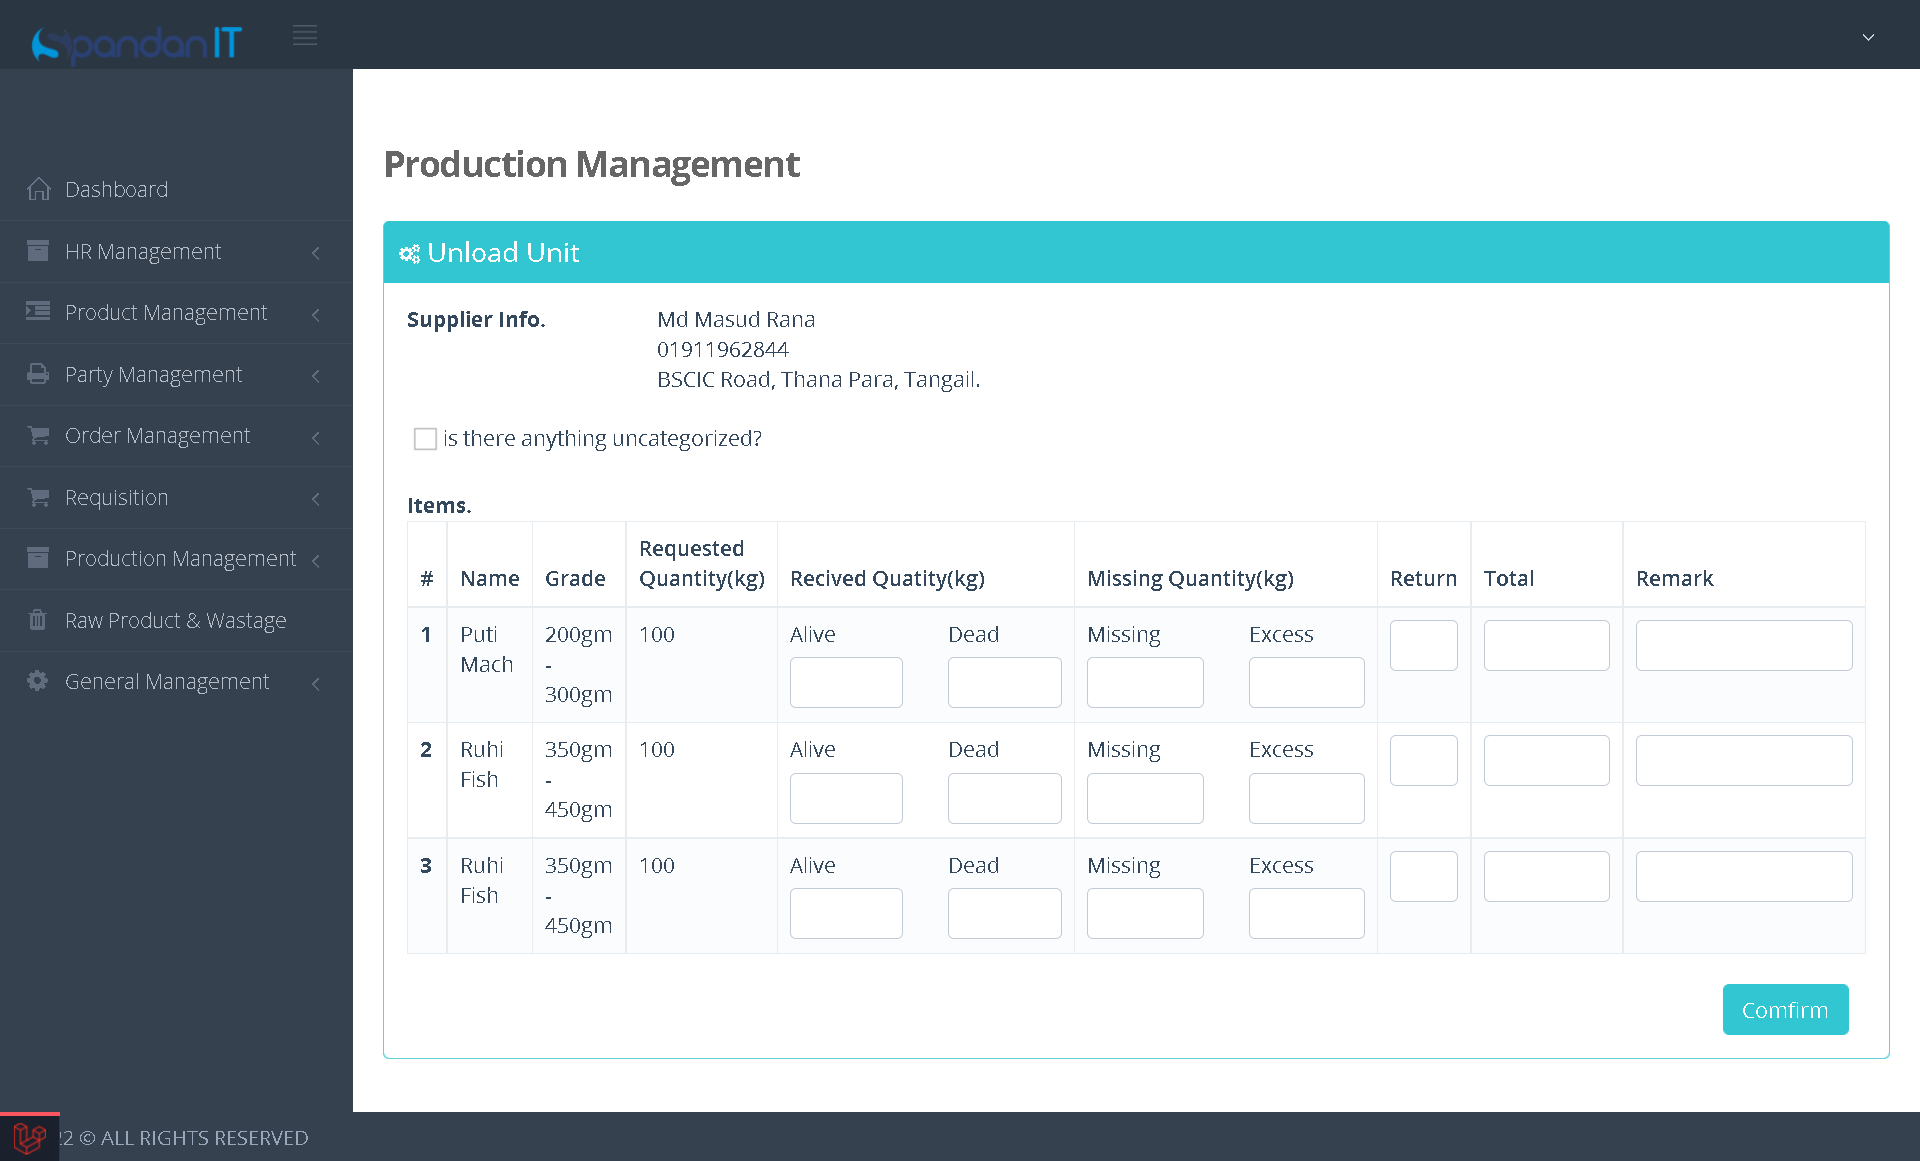 Spandan IT
Dashboard
HR Management
Product Management
Party Management
Order Management
Requisition
Production Management
Raw Product & Wastage
General Management
Production Management
Unload Unit
Supplier Info.
Md Masud Rana
01911962844
BSCIC Road, Thana Para, Tangail.
is there anything uncategorized?
Items.
# Name Grade Requested Quantity(kg) Recived Quatity(kg) Missing Quantity(kg) Return Total Remark
1 Puti Mach 200gm - 300gm 100 Alive Dead Missing Excess
2 Ruhi Fish 350gm - 450gm 100 Alive Dead Missing Excess
3 Ruhi Fish 350gm - 450gm 100 Alive Dead Missing Excess
Comfirm
22 © ALL RIGHTS RESERVED